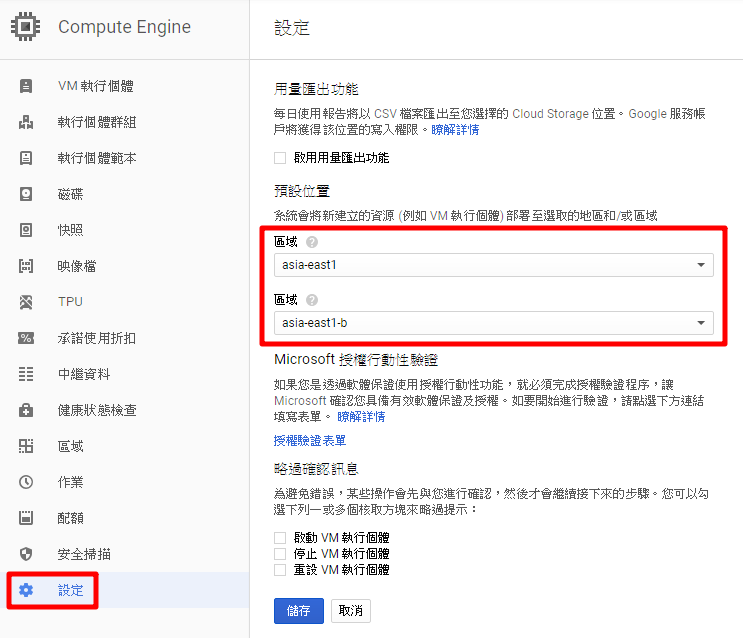 Compute Engine
設定
VM 執行個體
執行個體群組
執行個體範本
磁碟
快照
映像檔
TPU
承諾使用折扣
中繼資料
健康狀態檢查
區域
作業
配額
安全掃描
設定
用量匯出功能
每日使用報告將以 CSV 檔案匯出至您選擇的 Cloud Storage 位置。Google 服務帳
戶將獲得該位置的寫入權限。瞭解詳情
啟用用量匯出功能
預設位置
系統會將新建立的資源 (例如 VM 執行個體) 部署至選取的地區和/或區域
區域
asia-east1
區域
asia-east1-b
Microsoft 授權行動性驗證
如果您是透過軟體保證使用授權行動性功能，就必須完成授權驗證程序，讓
Microsoft 確認您具備有效軟體保證及授權。如要開始進行驗證，請點選下方連結
填寫表單。 瞭解詳情
授權驗證表單
略過確認訊息
為避免錯誤，某些操作會先與您進行確認，然後才會繼續接下來的步驟。您可以勾
選下列一或多個核取方塊來略過提示：
啟動 VM 執行個體
停止 VM 執行個體
重設 VM 執行個體
儲存 取消